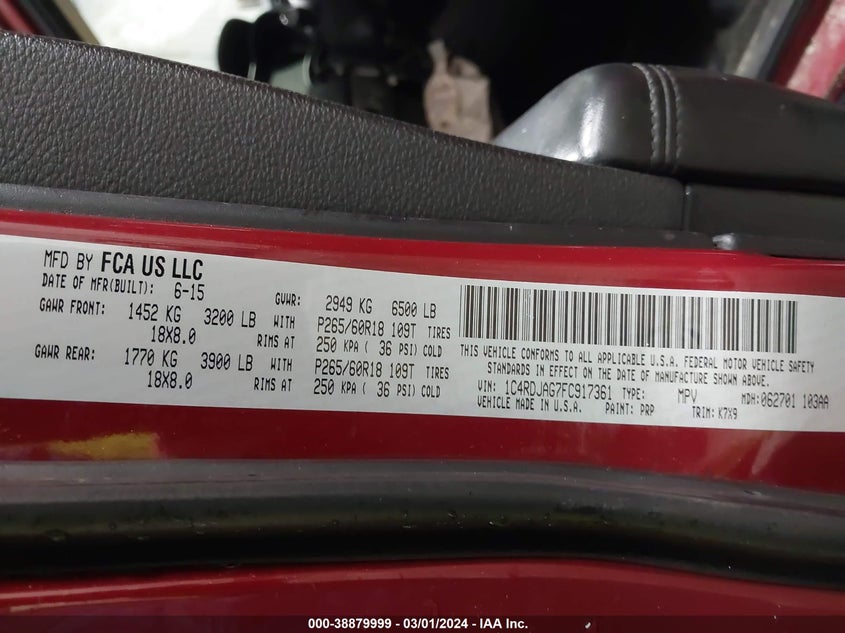 MFD BY FCA US LLC
DATE OF MFR(BUILT): 6-15 GVWR: 2949 KG 6500 LB
GAWR FRONT: 1452 KG 3200 LB WITH P265/60R18 109T TIRES
18X8.0 RIMS AT 250 KPA ( 36 PSI) COLD
GAWR REAR: 1770 KG 3900 LB WITH P265/60R18 109T TIRES
18X8.0 RIMS AT 250 KPA ( 36 PSI) COLD
THIS VEHICLE CONFORMS TO ALL APPLICABLE U.S.A. FEDERAL MOTOR VEHICLE SAFETY
STANDARDS IN EFFECT ON THE DATE OF MANUFACTURE SHOWN ABOVE.
VIN: 1C4RDJAG7FC917361 TYPE: MPV MDH:062701 103AA
VEHICLE MADE IN U.S.A. PAINT: PRP TRIM: K7X9
000-38879999 — 03/01/2024 — IAA Inc.